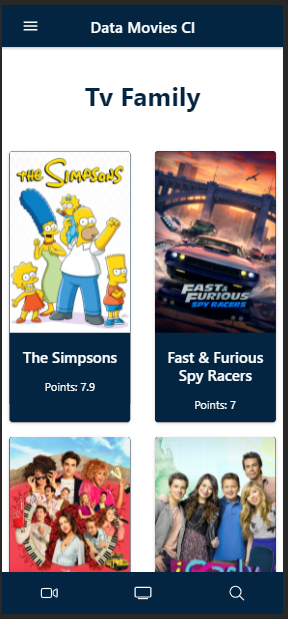 Data Movies CI
Tv Family
THE SIMPSONS
FAST & FURIOUS
SPY RACERS
The Simpsons
Points: 7.9
Fast & Furious
Spy Racers
Points: 7
iCarly